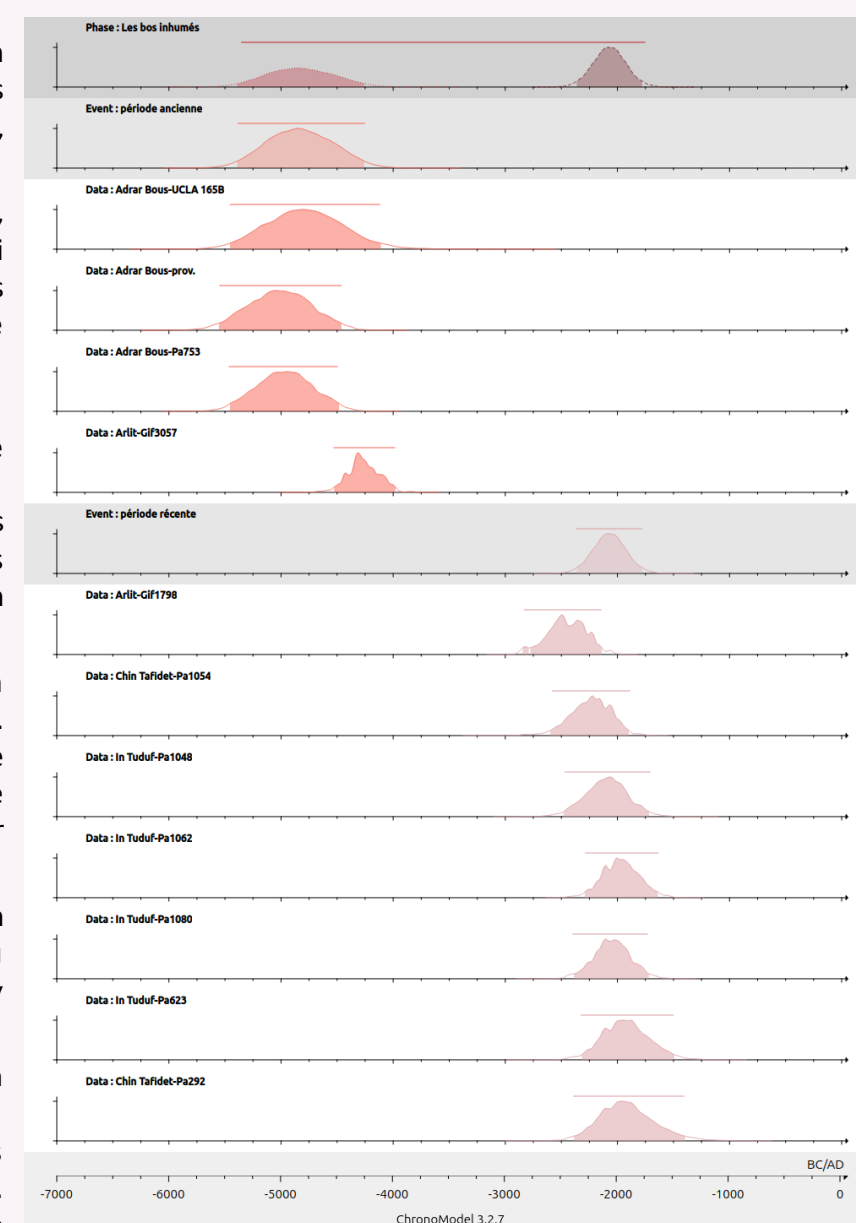 Phase : Les bos inhumés
Event : période ancienne
Data : Adrar Bous-UCLA 165B
Data : Adrar Bous-prov.
Data : Adrar Bous-Pa753
Data : Arlit-Gif3057
Event : période récente
Data : Arlit-Gif1798
Data : Chin Tafidet-Pa1054
Data : In Tuduf-Pa1048
Data : In Tuduf-Pa1062
Data : In Tuduf-Pa1080
Data : In Tuduf-Pa623
Data : Chin Tafidet-Pa292
BC/AD
-7000 -6000 -5000 -4000 -3000 -2000 -1000 0
ChronoModel 3.2.7